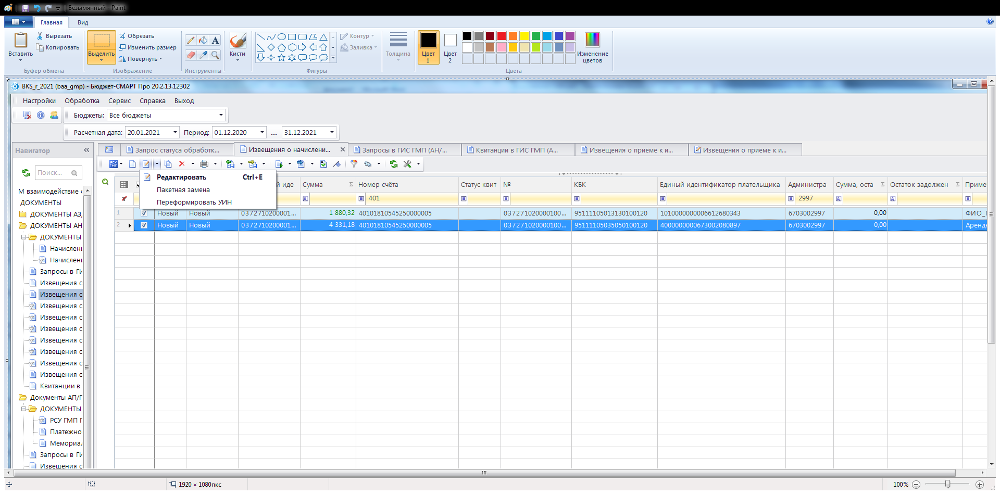 Безымянный - Paint
Главная
Вид
Вставить
Вырезать
Копировать
Буфер обмена
Выделить
Обрезать
Изменить размер
Повернуть
Изображение
Инструменты
Кисти
Контур
Заливка
Фигуры
Толщина
Цвет 1
Цвет 2
Изменение цветов
Цвета
BKS_r_2021 (baa_gmp) - Бюджет-СМАРТ Про 20.2.13.12302
Настройки Обработка Сервис Справка Выход
Бюджеты: Все бюджеты
Расчетная дата: 20.01.2021 Период: 01.12.2020 ... 31.12.2021
Навигатор
Запрос статуса обработк...
Извещения о начислени...
Запросы в ГИС ГМП (АН/...
Квитанции в ГИС ГМП (А...
Извещения о приеме к и...
Извещения о приеме к и...
РСУ ГМП
Поиск...
Редактировать Ctrl+E
Пакетная замена
Переформировать УИН
й иде Сумма Σ Номер счёта Статус квит № КБК Единый идентификатор плательщика Администра Сумма, оста Σ Остаток задолжен Σ Приме
401 2997
1 Новый Новый 0372710200001... 1 880,32 40101810545250000005 037271020000100... 95111105013130100120 1010000000006612680343 6703002997 0,00 ФИО_Г
2 Новый Новый 0372710200001... 4 331,18 40101810545250000005 037271020000100... 95111105035050100120 4000000000673002080897 6703002997 0,00 Арендн
М взаимодействие с
ДОКУМЕНТЫ
ДОКУМЕНТЫ АЗ,
ДОКУМЕНТЫ АН
ДОКУМЕНТЫ
Начислени
Начислени
Запросы в ГИ
Извещения о
Извещения о
Извещения о
Извещения о
Извещения о
Извещения о
Извещения о
Извещения о
Извещения о
Квитанции в
Документы АП/Г
ДОКУМЕНТЫ
РСУ ГМП Г
Платежно
Мемориал
Запросы в ГИ
Извещения о
1920 × 1080пкс
100%